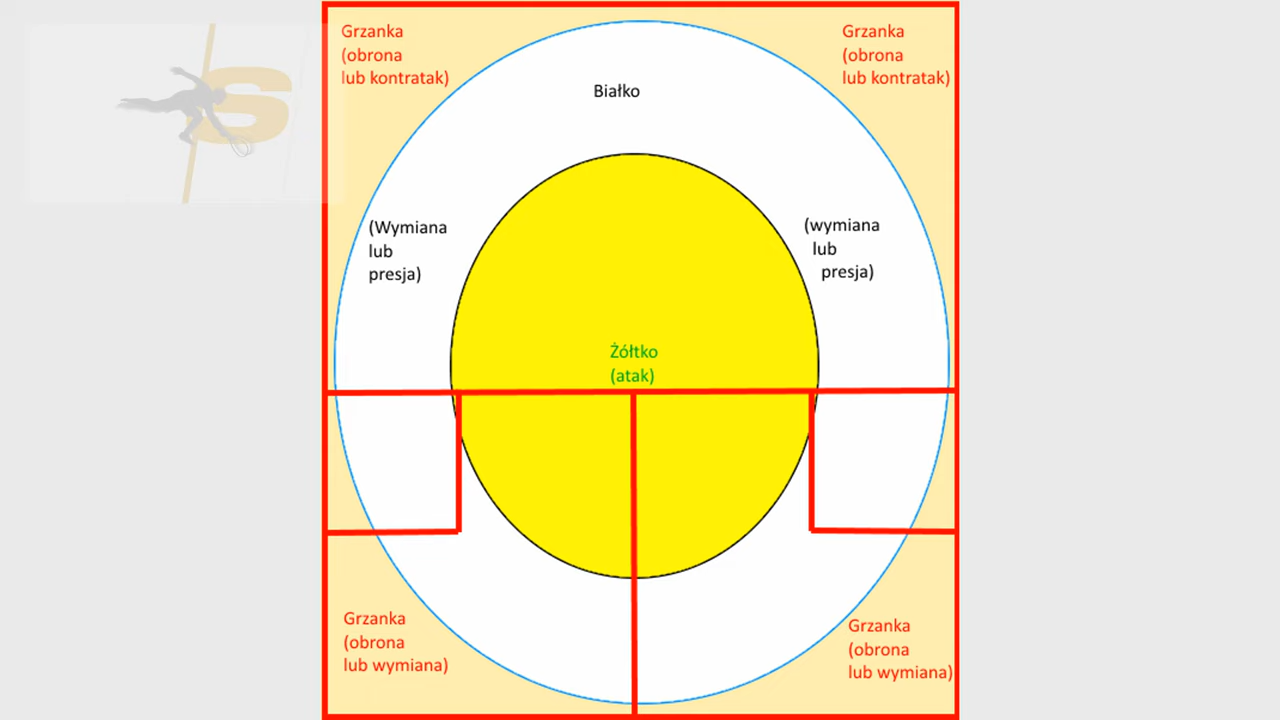 Grzanka
(obrona
lub kontratak)
Grzanka
(obrona
lub kontratak)
Białko
(Wymiana
lub
presja)
(wymiana
lub
presja)
Żółtko
(atak)
Grzanka
(obrona
lub wymiana)
Grzanka
(obrona
lub wymiana)
S